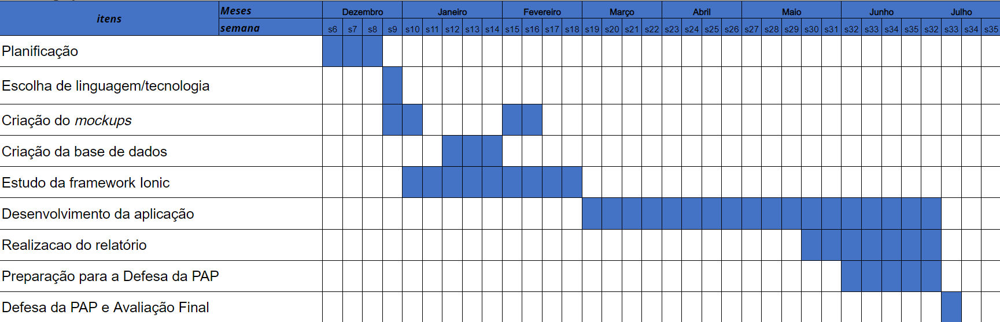 itens Meses Dezembro Janeiro Fevereiro Março Abril Maio Junho Julho
semana s6 s7 s8 s9 s10 s11 s12 s13 s14 s15 s16 s17 s18 s19 s20 s21 s22 s23 s24 s25 s26 s27 s28 s29 s30 s31 s32 s33 s34 s35 s32 s33 s34 s35
Planificação
Escolha de linguagem/tecnologia
Criação do mockups
Criação da base de dados
Estudo da framework Ionic
Desenvolvimento da aplicação
Realizacao do relatório
Preparação para a Defesa da PAP
Defesa da PAP e Avaliação Final